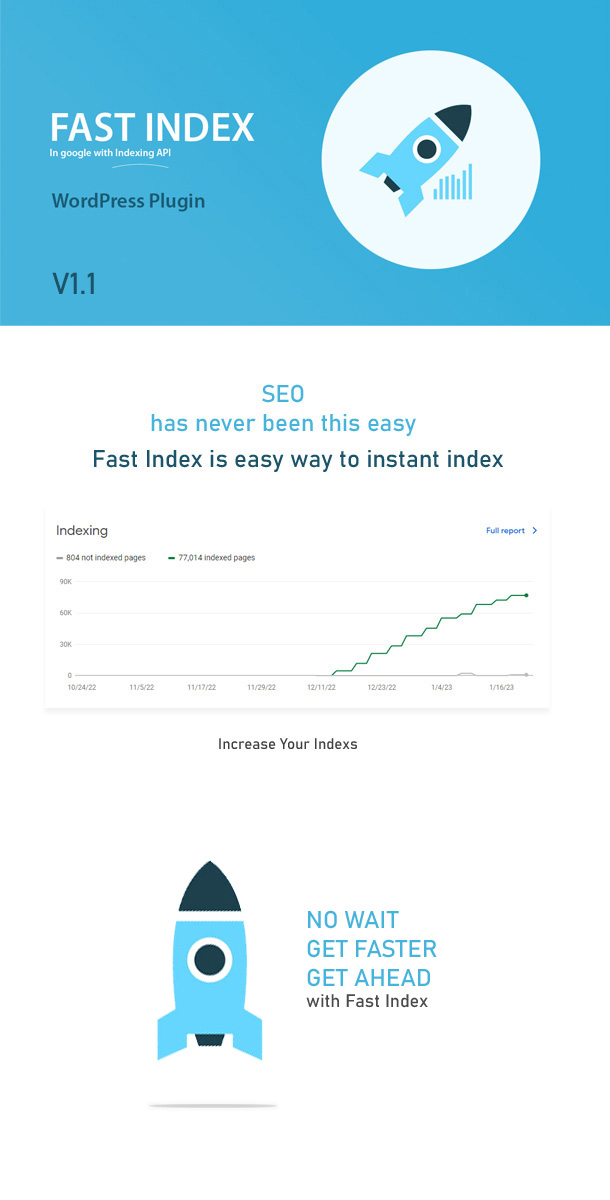 FAST INDEX
In google with Indexing API
WordPress Plugin
V1.1
SEO
has never been this easy
Fast Index is easy way to instant index
Indexing
Full report
804 not indexed pages
77,014 indexed pages
90K
60K
30K
0
10/24/22 11/5/22 11/17/22 11/29/22 12/11/22 12/23/22 1/4/23 1/16/23
Increase Your Indexs
NO WAIT
GET FASTER
GET AHEAD
with Fast Index